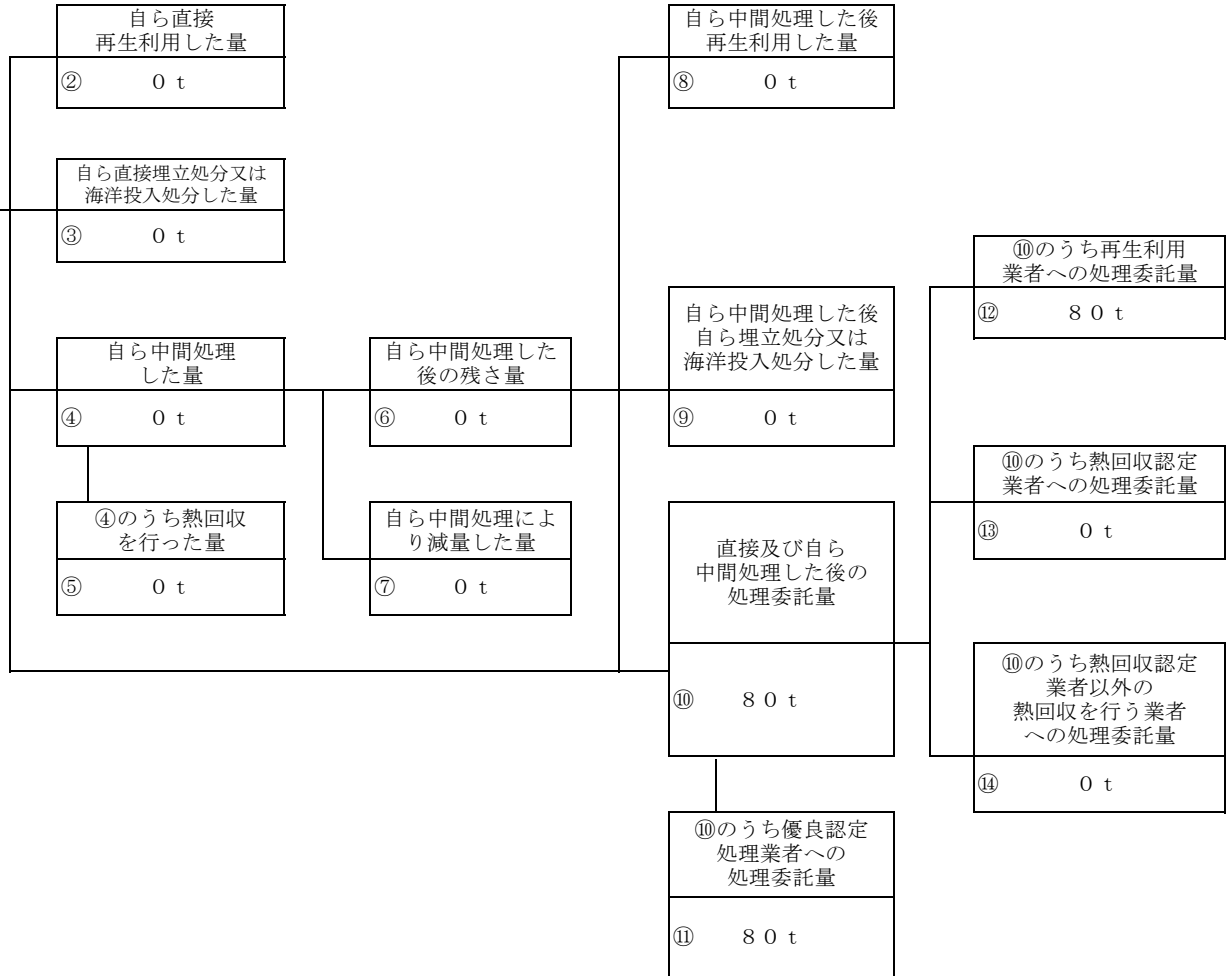 自ら直接
再生利用した量
② ０ｔ
自ら直接埋立処分又は
海洋投入処分した量
③ ０ｔ
自ら中間処理
した量
④ ０ｔ
④のうち熱回収
を行った量
⑤ ０ｔ
自ら中間処理した
後の残さ量
⑥ ０ｔ
自ら中間処理によ
り減量した量
⑦ ０ｔ
自ら中間処理した後
再生利用した量
⑧ ０ｔ
自ら中間処理した後
自ら埋立処分又は
海洋投入処分した量
⑨ ０ｔ
直接及び自ら
中間処理した後の
処理委託量
⑩ ８０ｔ
⑩のうち優良認定
処理業者への
処理委託量
⑪ ８０ｔ
⑩のうち再生利用
業者への処理委託量
⑫ ８０ｔ
⑩のうち熱回収認定
業者への処理委託量
⑬ ０ｔ
⑩のうち熱回収認定
業者以外の
熱回収を行う業者
への処理委託量
⑭ ０ｔ